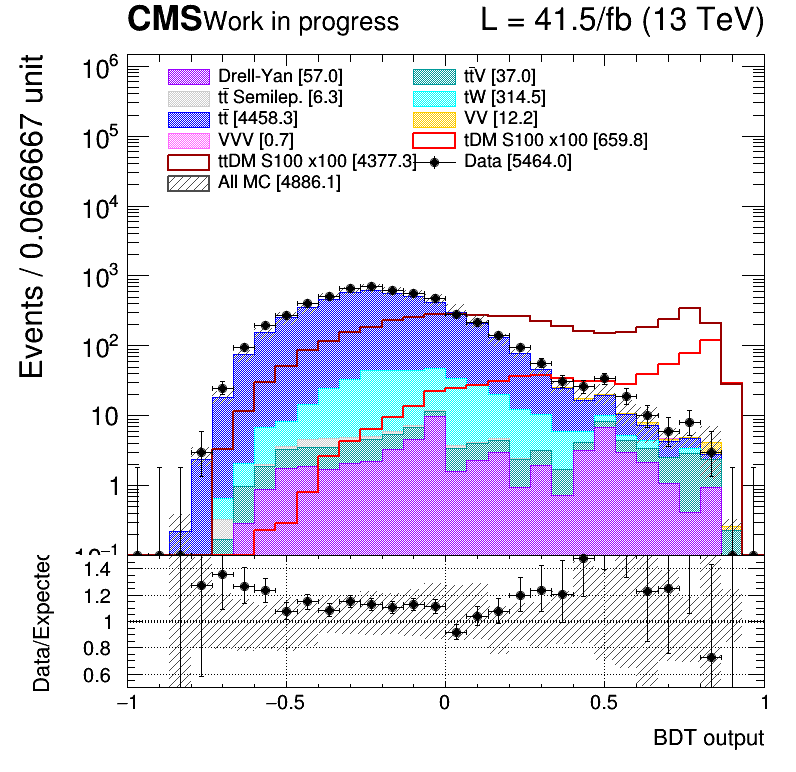 CMS Work in progress L = 41.5/fb (13 TeV)
Events / 0.0666667 unit
10⁶
10⁵
10⁴
10³
10²
10
1
10⁻¹
Drell-Yan [57.0] tt̄V [37.0]
tt̄ Semilep. [6.3] tW [314.5]
tt̄ [4458.3] VV [12.2]
VVV [0.7] tDM S100 x100 [659.8]
ttDM S100 x100 [4377.3] Data [5464.0]
All MC [4886.1]
Data/Expected
1.4
1.2
1
0.8
0.6
−1 −0.5 0 0.5 1
BDT output